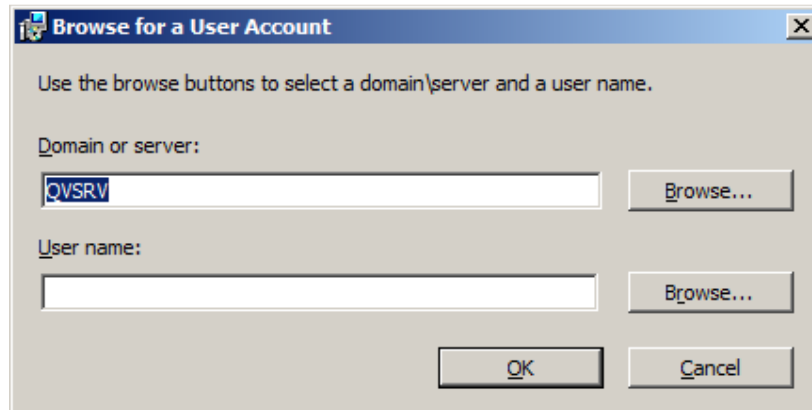 Browse for a User Account
Use the browse buttons to select a domain\server and a user name.
Domain or server:
QVSRV
Browse...
User name:
Browse...
OK
Cancel